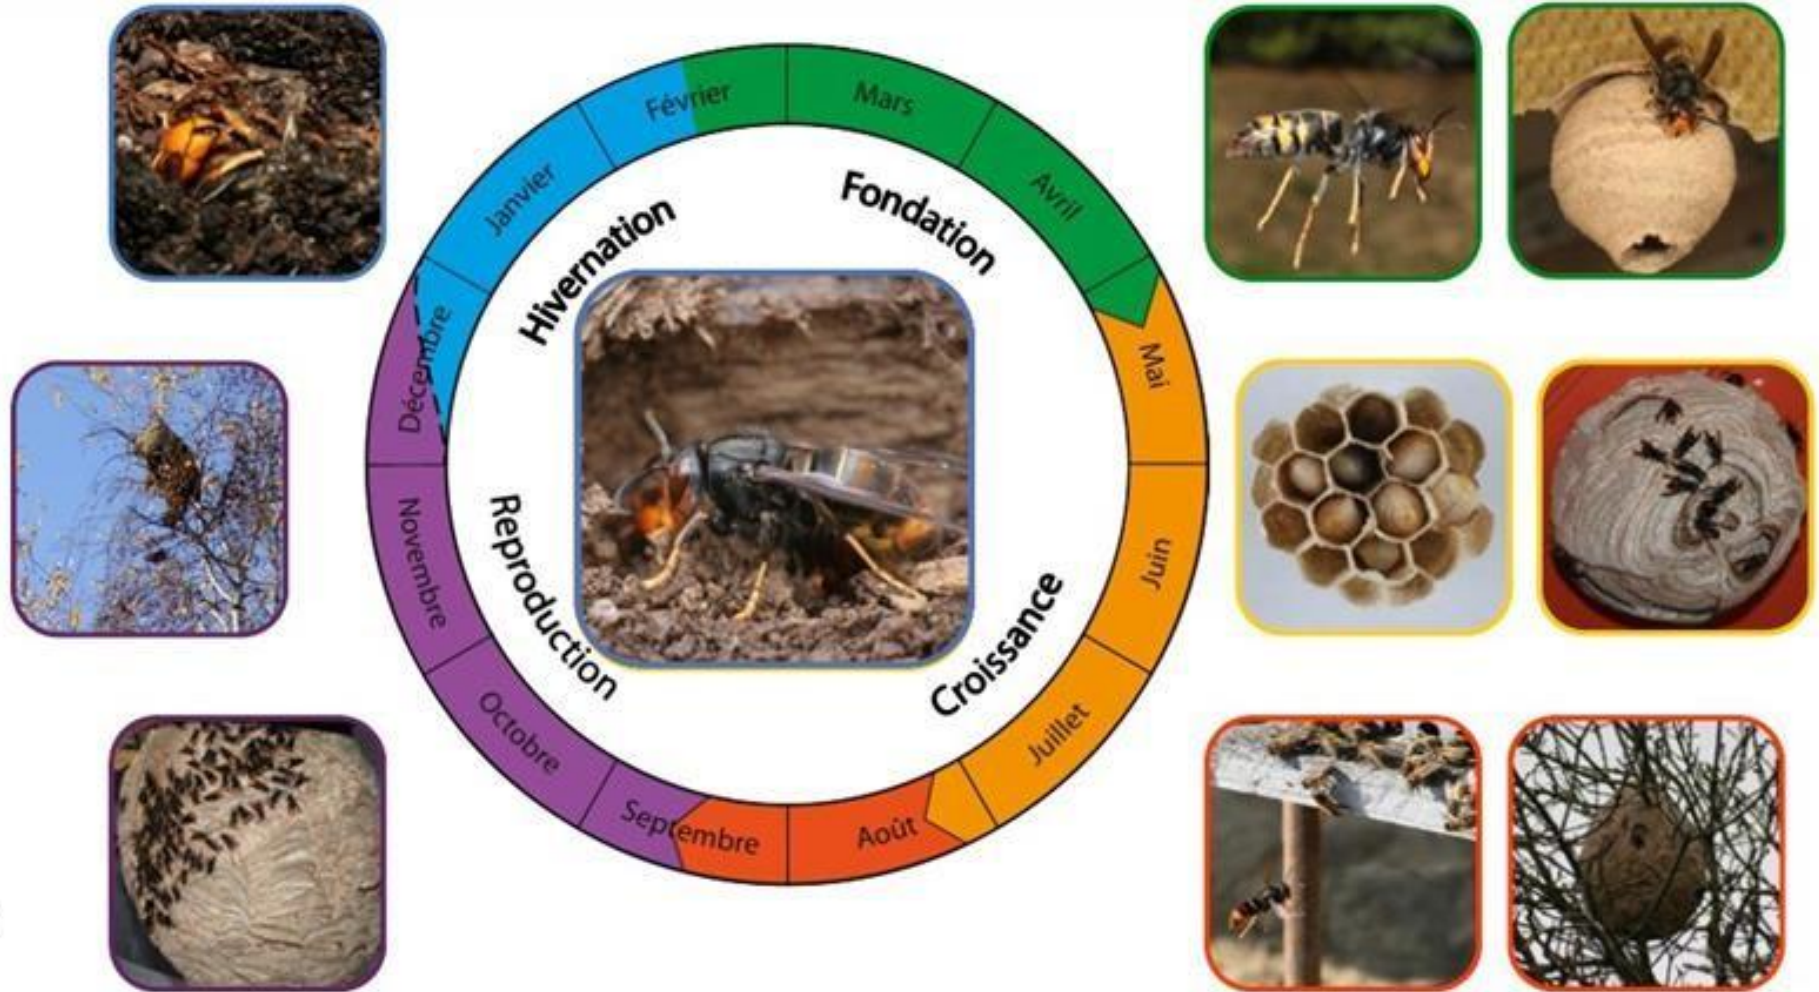 Janvier
Février
Mars
Avril
Mai
Juin
Juillet
Août
Septembre
Octobre
Novembre
Décembre
Hivernation
Fondation
Croissance
Reproduction